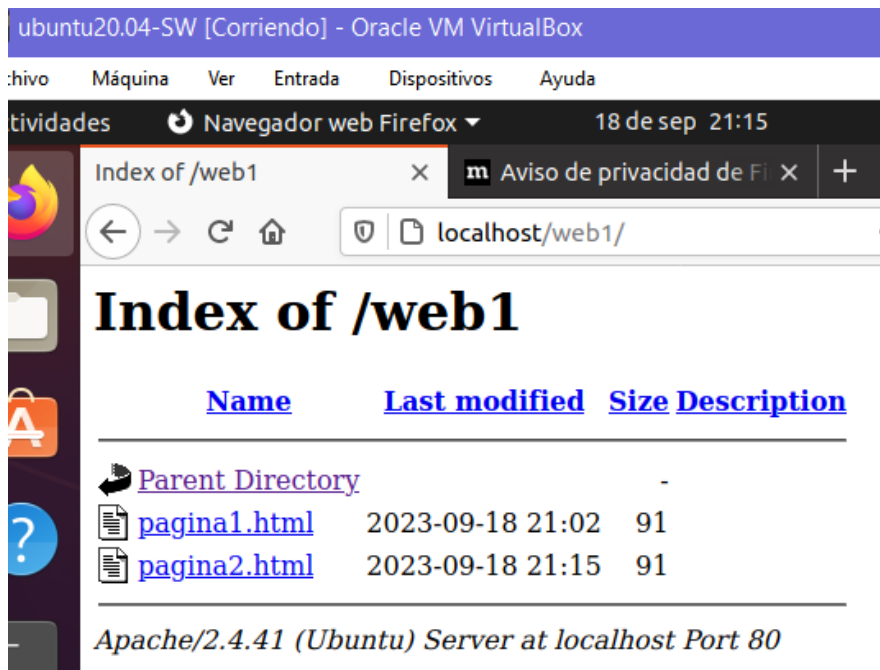 ubuntu20.04-SW [Corriendo] - Oracle VM VirtualBox
chivo Máquina Ver Entrada Dispositivos Ayuda
tividades Navegador web Firefox 18 de sep 21:15
Index of /web1 m Aviso de privacidad de Fi
localhost/web1/
Index of /web1
Name Last modified Size Description
Parent Directory -
pagina1.html 2023-09-18 21:02 91
pagina2.html 2023-09-18 21:15 91
Apache/2.4.41 (Ubuntu) Server at localhost Port 80